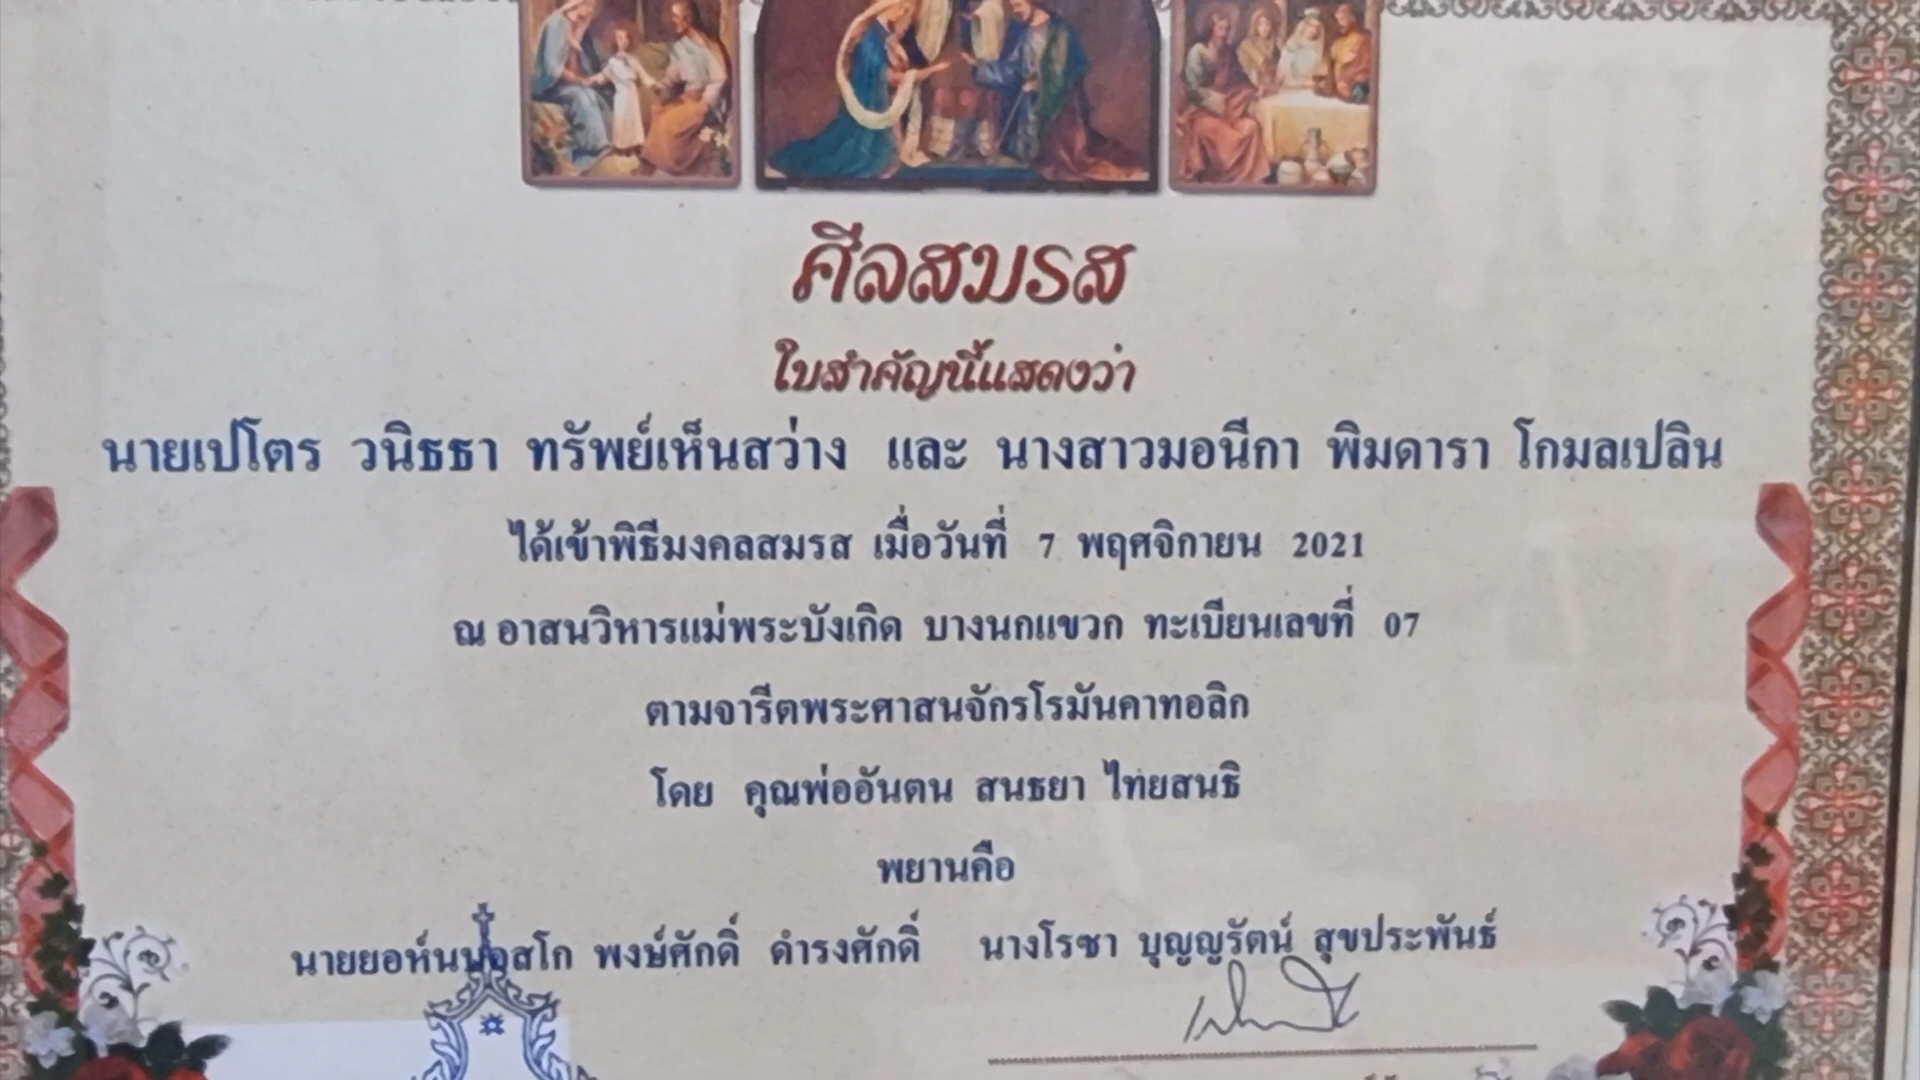 ศีลสมรส
ใบสำคัญนี้แสดงว่า
นายเปโตร วนิธธา ทรัพย์เห็นสว่าง และ นางสาวมอนีกา พิมดารา โกมลเปลิน
ได้เข้าพิธีมงคลสมรส เมื่อวันที่ 7 พฤศจิกายน 2021
ณ อาสนวิหารแม่พระบังเกิด บางนกแขวก ทะเบียนเลขที่ 07
ตามจารีตพระศาสนจักรโรมันคาทอลิก
โดย คุณพ่ออันตน สนธยา ไทยสนธิ
พยานคือ
นายยอห์นบอสโก พงษ์ศักดิ์ ดำรงศักดิ์ นางโรซา บุญญรัตน์ สุขประพันธ์